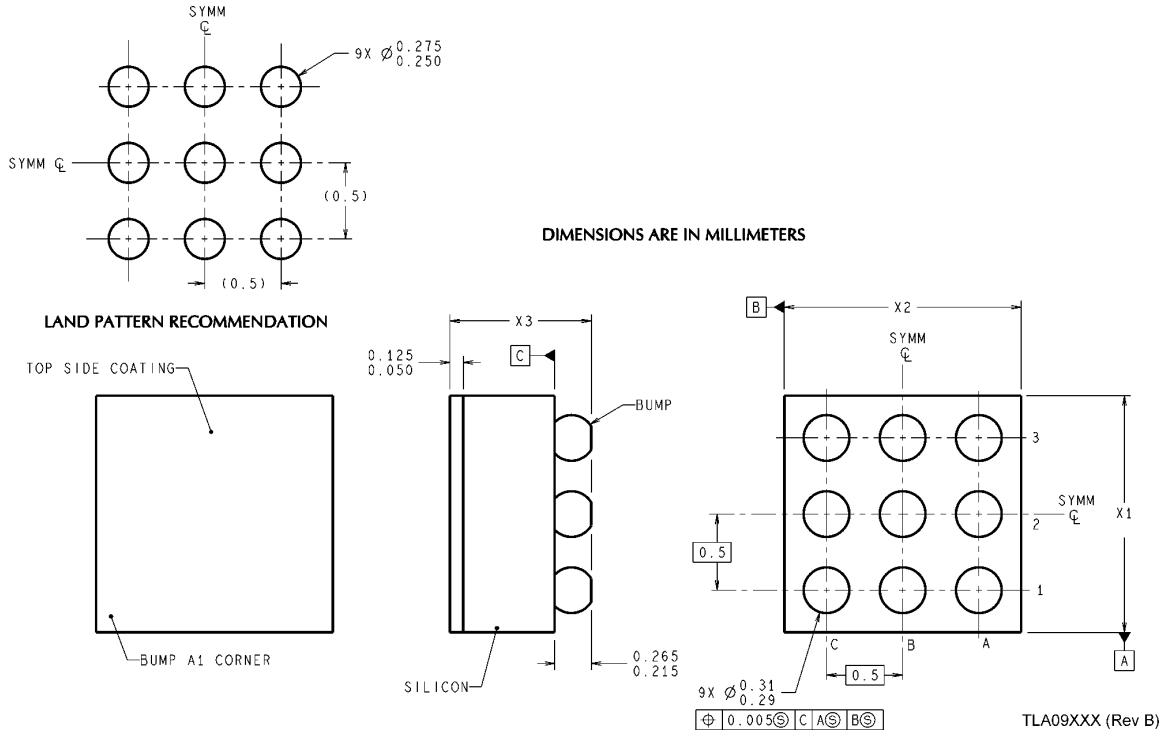 SYMM
℄
9X Ø 0.275
0.250
SYMM ℄
(0.5)
(0.5)
DIMENSIONS ARE IN MILLIMETERS
LAND PATTERN RECOMMENDATION
TOP SIDE COATING
BUMP A1 CORNER
X3
0.125
0.050
C
BUMP
SILICON
0.265
0.215
B
X2
SYMM
℄
3
SYMM
℄
2
X1
0.5
1
C B A
0.5
A
9X Ø 0.31
0.29
⌖ 0.005Ⓢ C AⓈ BⓈ
TLA09XXX (Rev B)